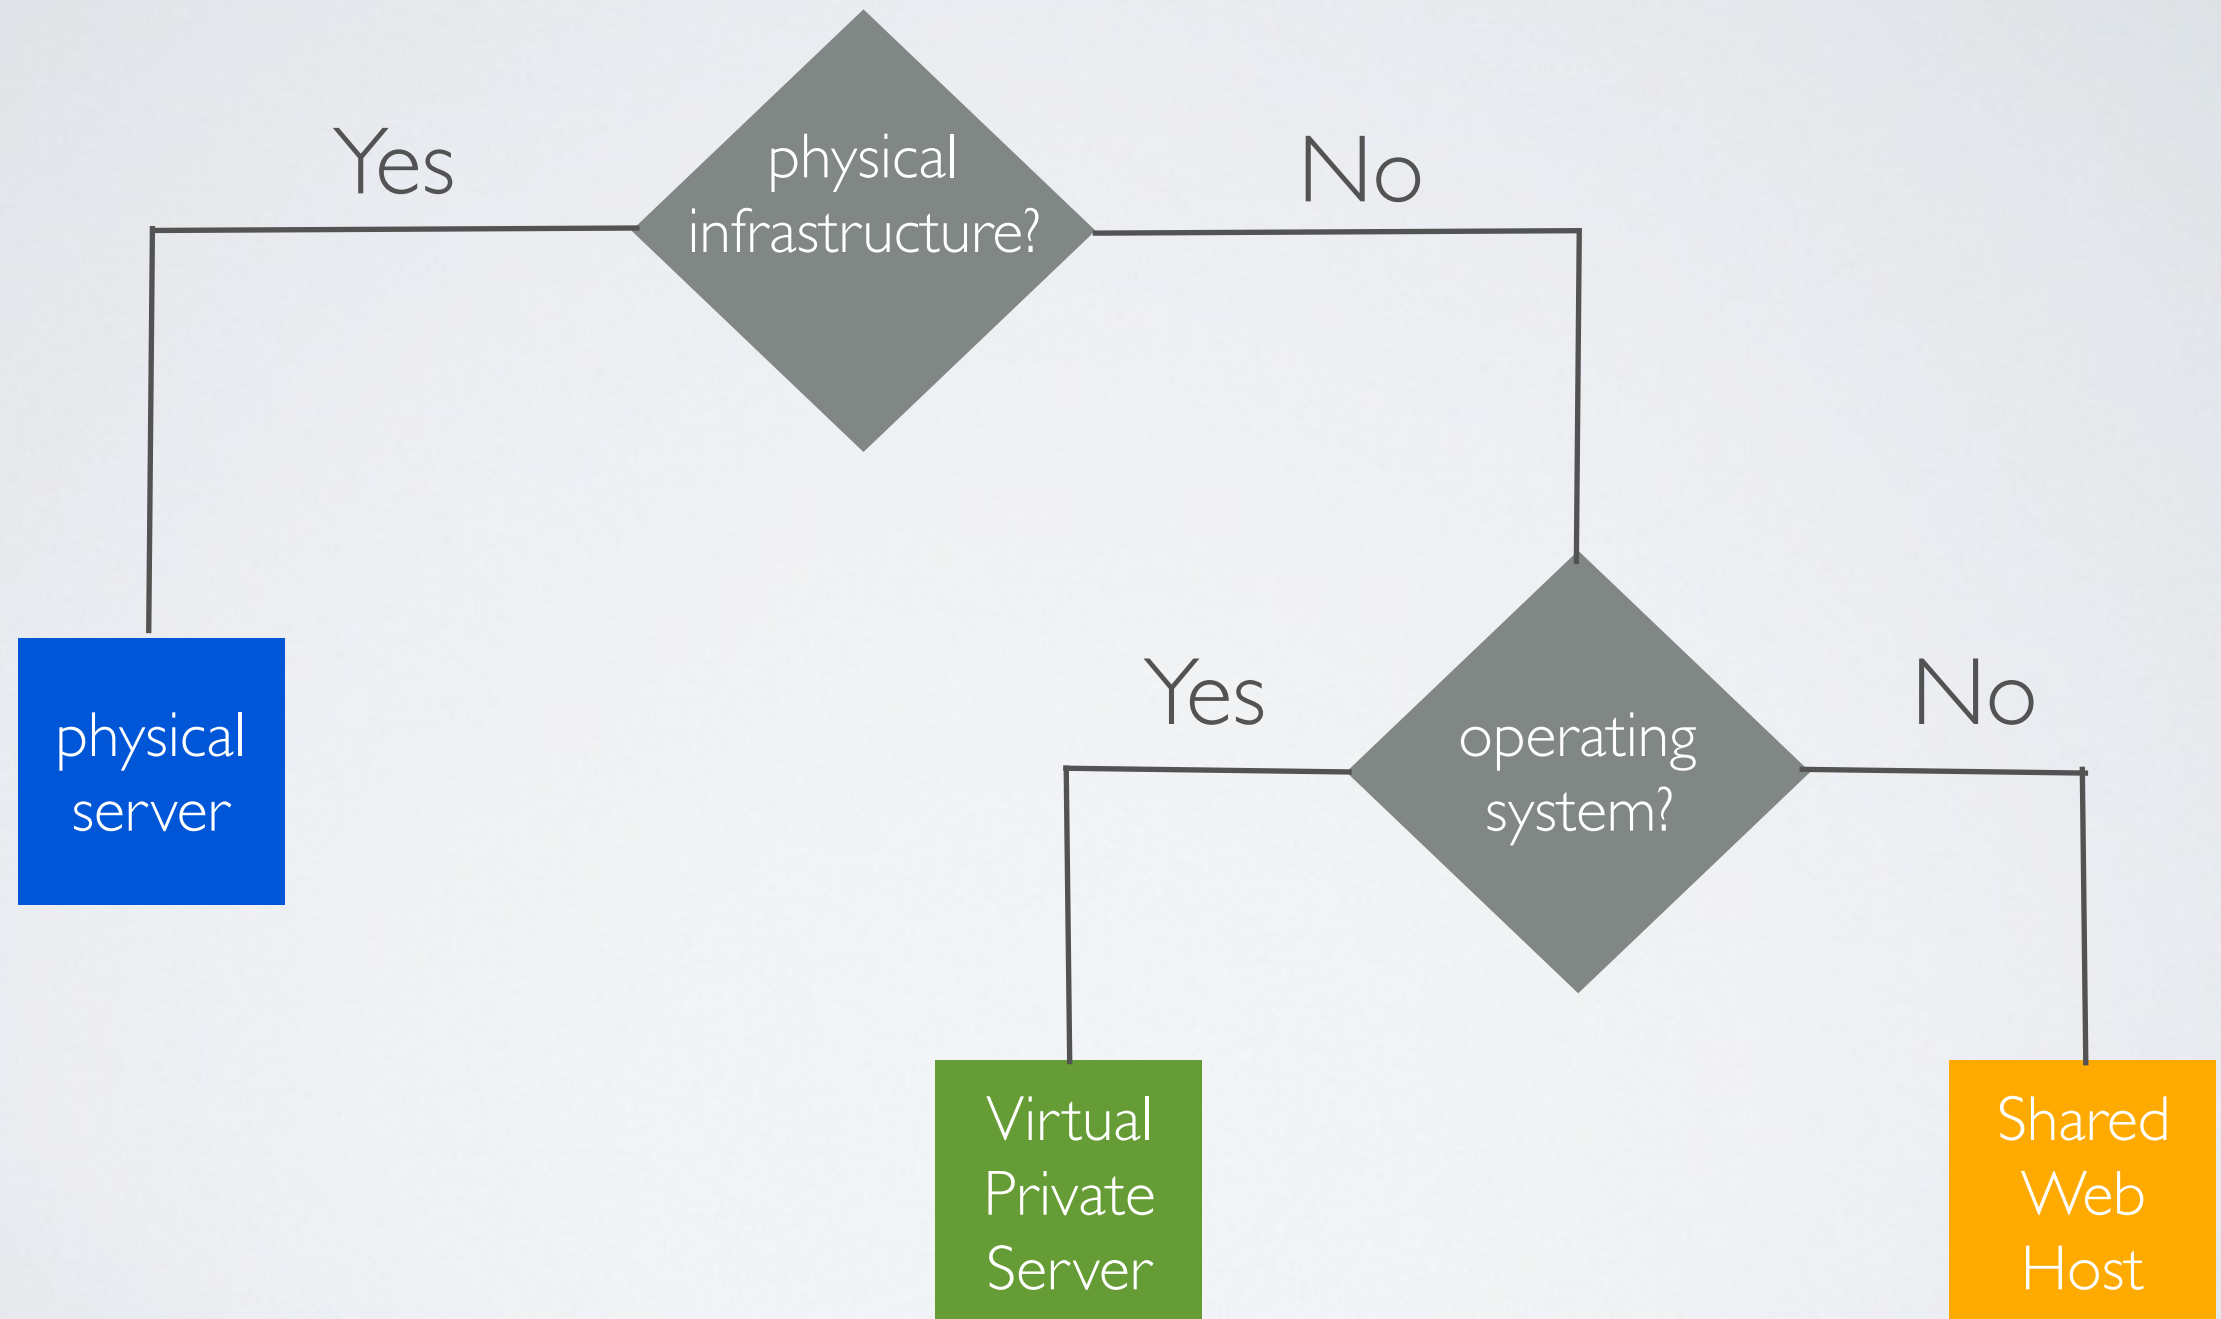 Yes
physical
infrastructure?
No
physical
server
Yes
operating
system?
No
Virtual
Private
Server
Shared
Web
Host